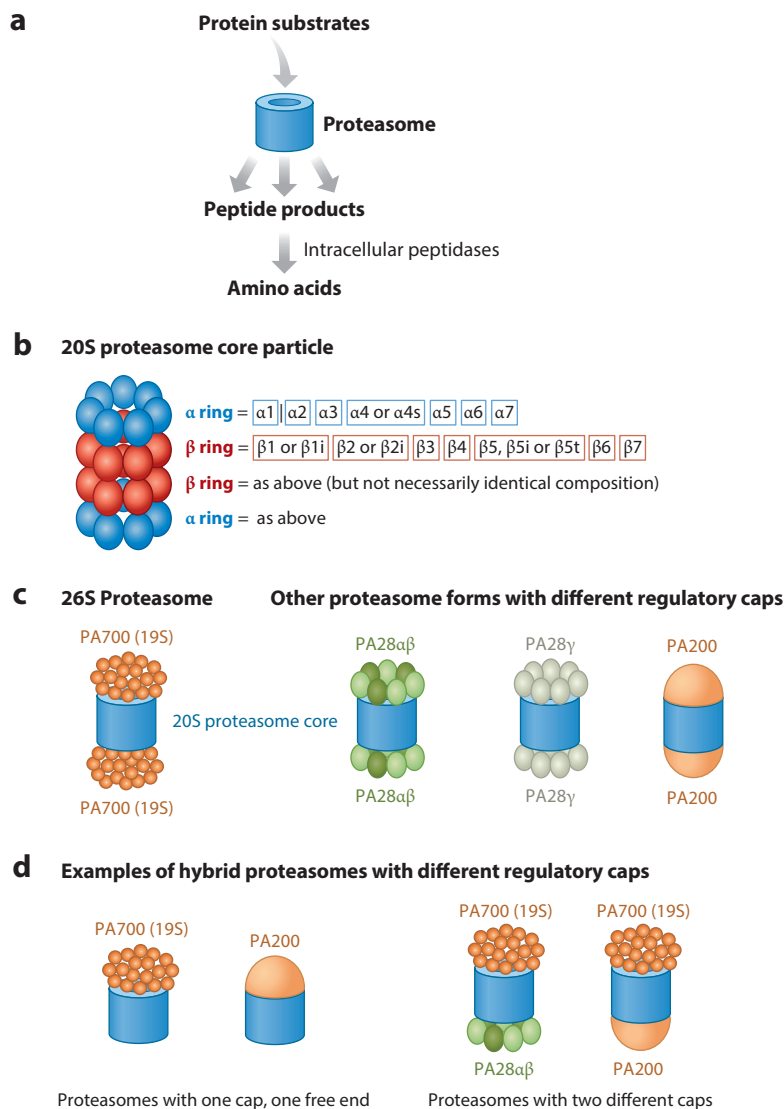 a
Protein substrates
Proteasome
Peptide products
Intracellular peptidases
Amino acids
b 20S proteasome core particle
α ring = α1 | α2 α3 α4 or α4s α5 α6 α7
β ring = β1 or β1i β2 or β2i β3 β4 β5, β5i or β5t β6 β7
β ring = as above (but not necessarily identical composition)
α ring = as above
c 26S Proteasome Other proteasome forms with different regulatory caps
PA700 (19S) PA28αβ PA28γ PA200
20S proteasome core
PA700 (19S) PA28αβ PA28γ PA200
d Examples of hybrid proteasomes with different regulatory caps
PA700 (19S) PA200 PA700 (19S) PA700 (19S)
PA28αβ PA200
Proteasomes with one cap, one free end Proteasomes with two different caps